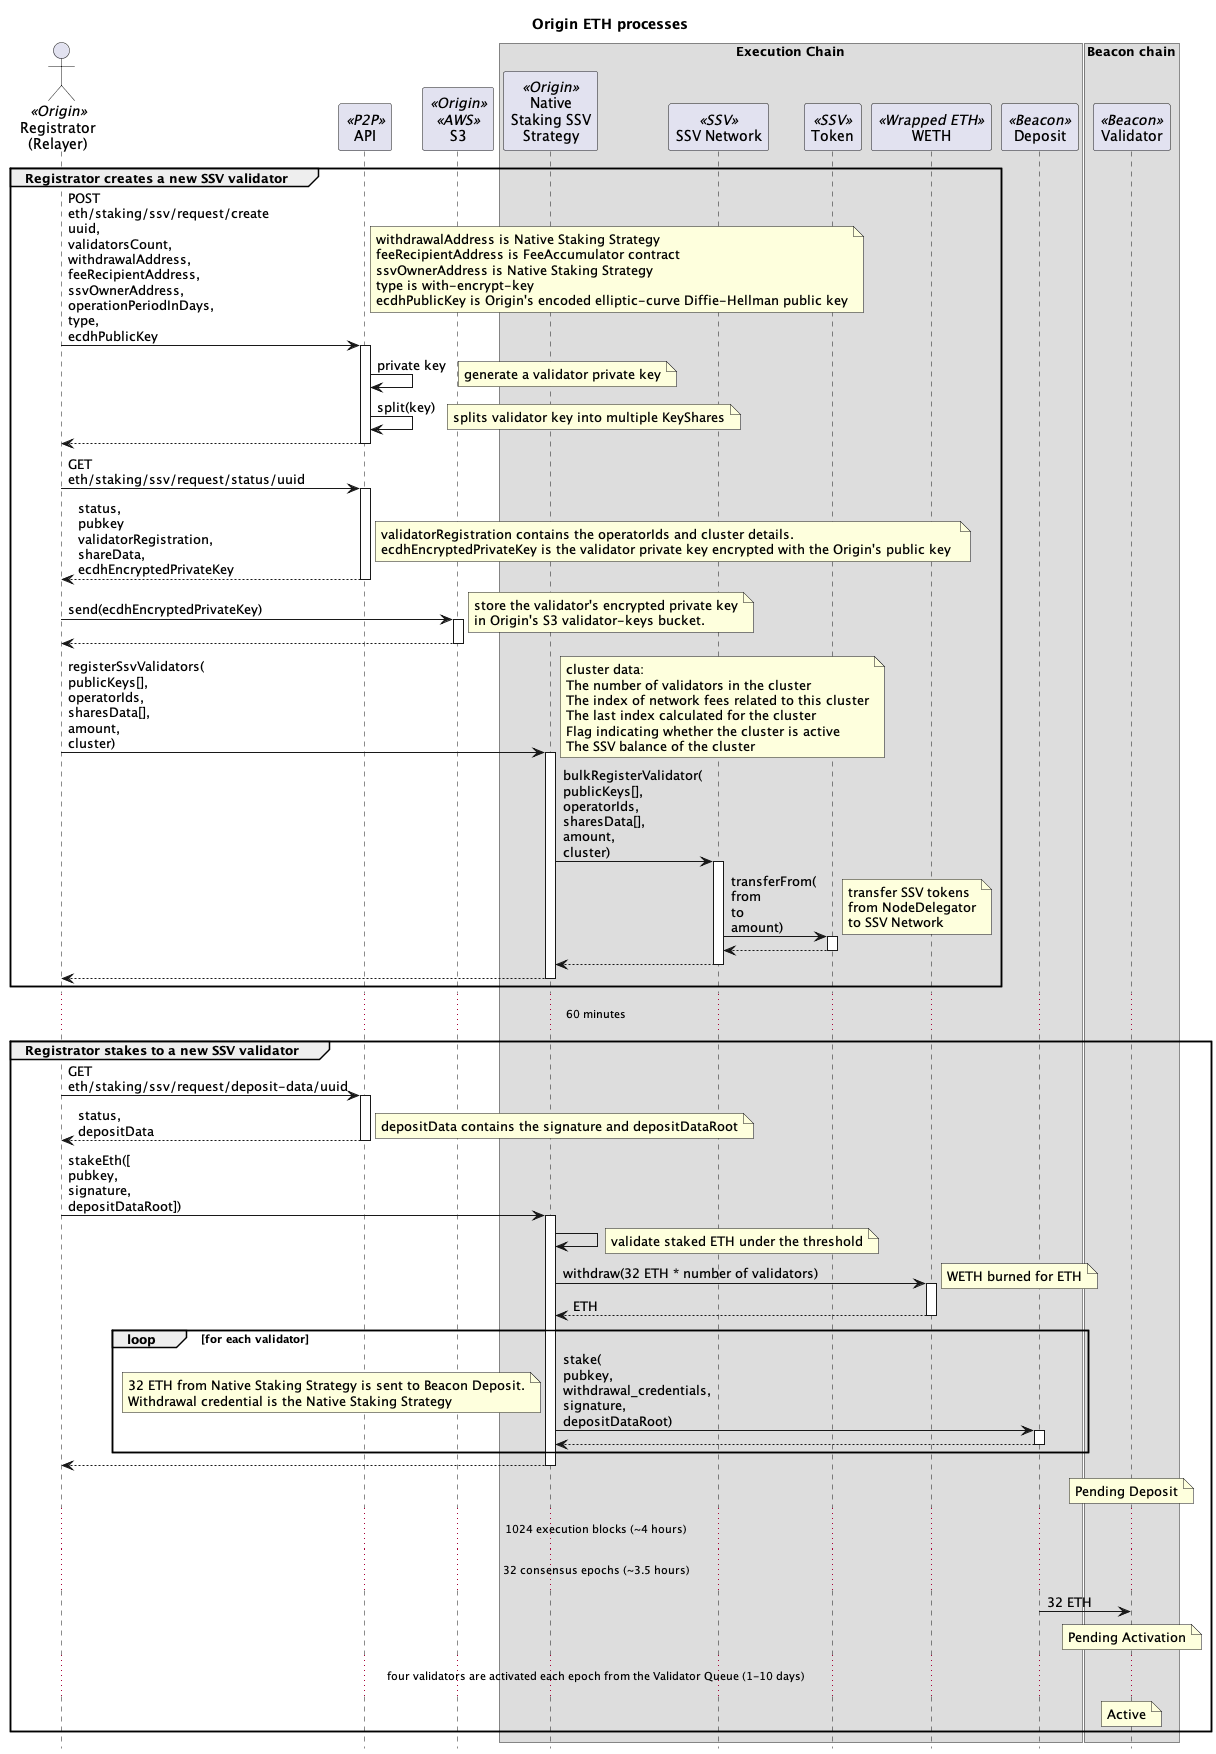 Origin ETH processes
Execution Chain
Beacon chain
«Origin»
Registrator
(Relayer)
«P2P»
API
«Origin»
«AWS»
S3
«Origin»
Native
Staking SSV
Strategy
«SSV»
SSV Network
«SSV»
Token
«Wrapped ETH»
WETH
«Beacon»
Deposit
«Beacon»
Validator
Registrator creates a new SSV validator
POST
eth/staking/ssv/request/create
uuid,
validatorsCount,
withdrawalAddress,
feeRecipientAddress,
ssvOwnerAddress,
operationPeriodInDays,
type,
ecdhPublicKey
withdrawalAddress is Native Staking Strategy
feeRecipientAddress is FeeAccumulator contract
ssvOwnerAddress is Native Staking Strategy
type is with-encrypt-key
ecdhPublicKey is Origin's encoded elliptic-curve Diffie-Hellman public key
private key
generate a validator private key
split(key)
splits validator key into multiple KeyShares
GET
eth/staking/ssv/request/status/uuid
status,
pubkey
validatorRegistration,
shareData,
ecdhEncryptedPrivateKey
validatorRegistration contains the operatorIds and cluster details.
ecdhEncryptedPrivateKey is the validator private key encrypted with the Origin's public key
send(ecdhEncryptedPrivateKey)
store the validator's encrypted private key
in Origin's S3 validator-keys bucket.
registerSsvValidators(
publicKeys[],
operatorIds,
sharesData[],
amount,
cluster)
cluster data:
The number of validators in the cluster
The index of network fees related to this cluster
The last index calculated for the cluster
Flag indicating whether the cluster is active
The SSV balance of the cluster
bulkRegisterValidator(
publicKeys[],
operatorIds,
sharesData[],
amount,
cluster)
transferFrom(
from
to
amount)
transfer SSV tokens
from NodeDelegator
to SSV Network
60 minutes
Registrator stakes to a new SSV validator
GET
eth/staking/ssv/request/deposit-data/uuid
status,
depositData
depositData contains the signature and depositDataRoot
stakeEth([
pubkey,
signature,
depositDataRoot])
validate staked ETH under the threshold
withdraw(32 ETH * number of validators)
WETH burned for ETH
ETH
loop
[for each validator]
stake(
pubkey,
withdrawal_credentials,
signature,
depositDataRoot)
32 ETH from Native Staking Strategy is sent to Beacon Deposit.
Withdrawal credential is the Native Staking Strategy
Pending Deposit
1024 execution blocks (~4 hours)
32 consensus epochs (~3.5 hours)
32 ETH
Pending Activation
four validators are activated each epoch from the Validator Queue (1-10 days)
Active